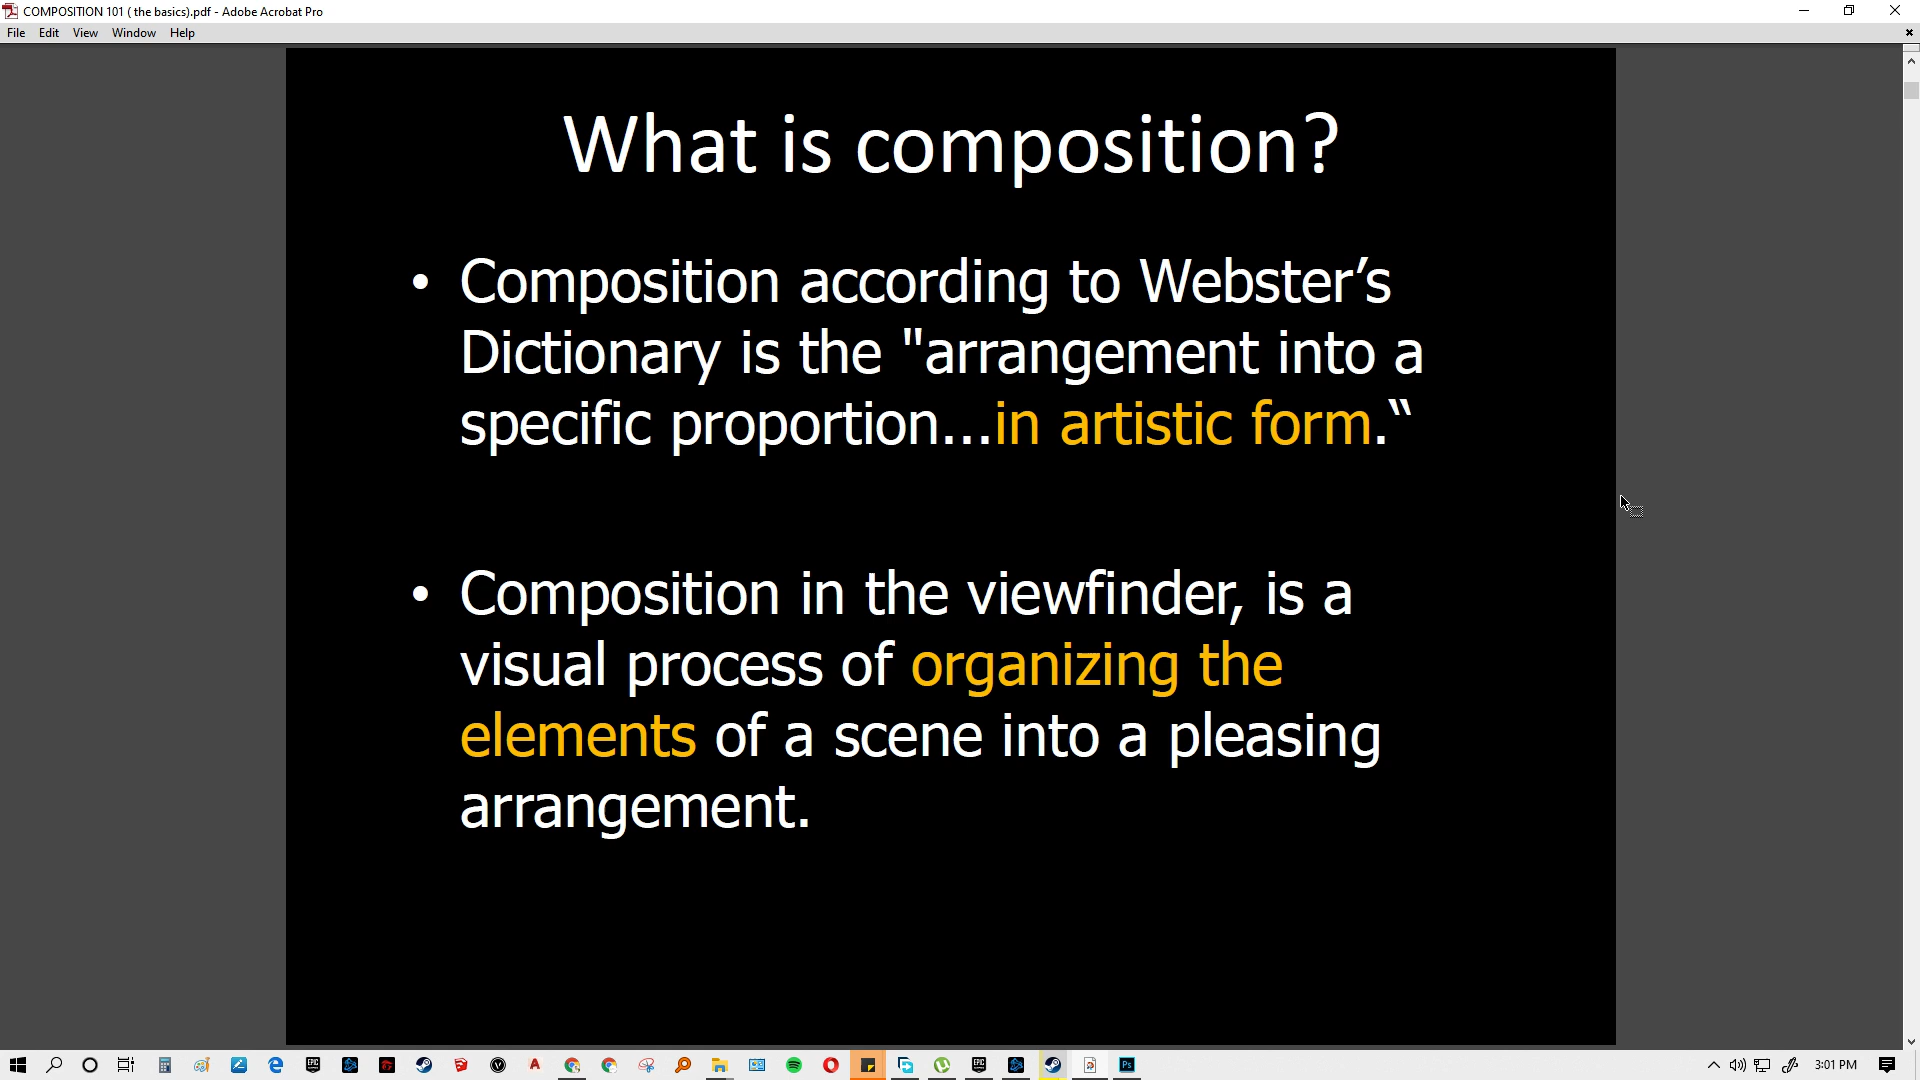 COMPOSITION 101 ( the basics).pdf - Adobe Acrobat Pro
File Edit View Window Help
What is composition?
• Composition according to Webster’s
Dictionary is the "arrangement into a
specific proportion...in artistic form.“
• Composition in the viewfinder, is a
visual process of organizing the
elements of a scene into a pleasing
arrangement.
3:01 PM